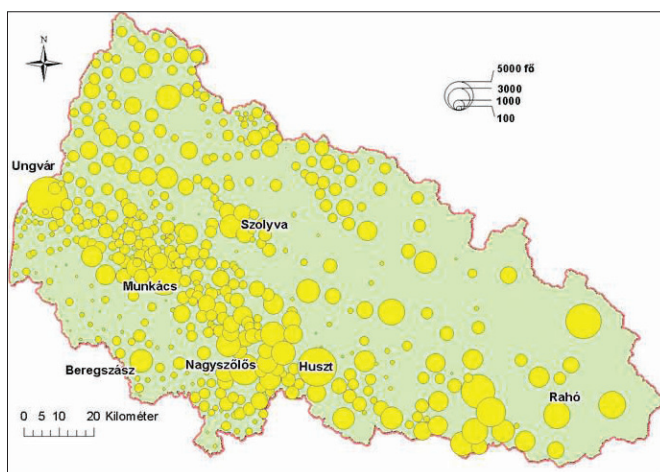 N
5000 fő
3000
1000
100
Ungvár
Szolyva
Munkács
Beregszász
Nagyszőlős
Huszt
Rahó
0 5 10 20 Kilométer